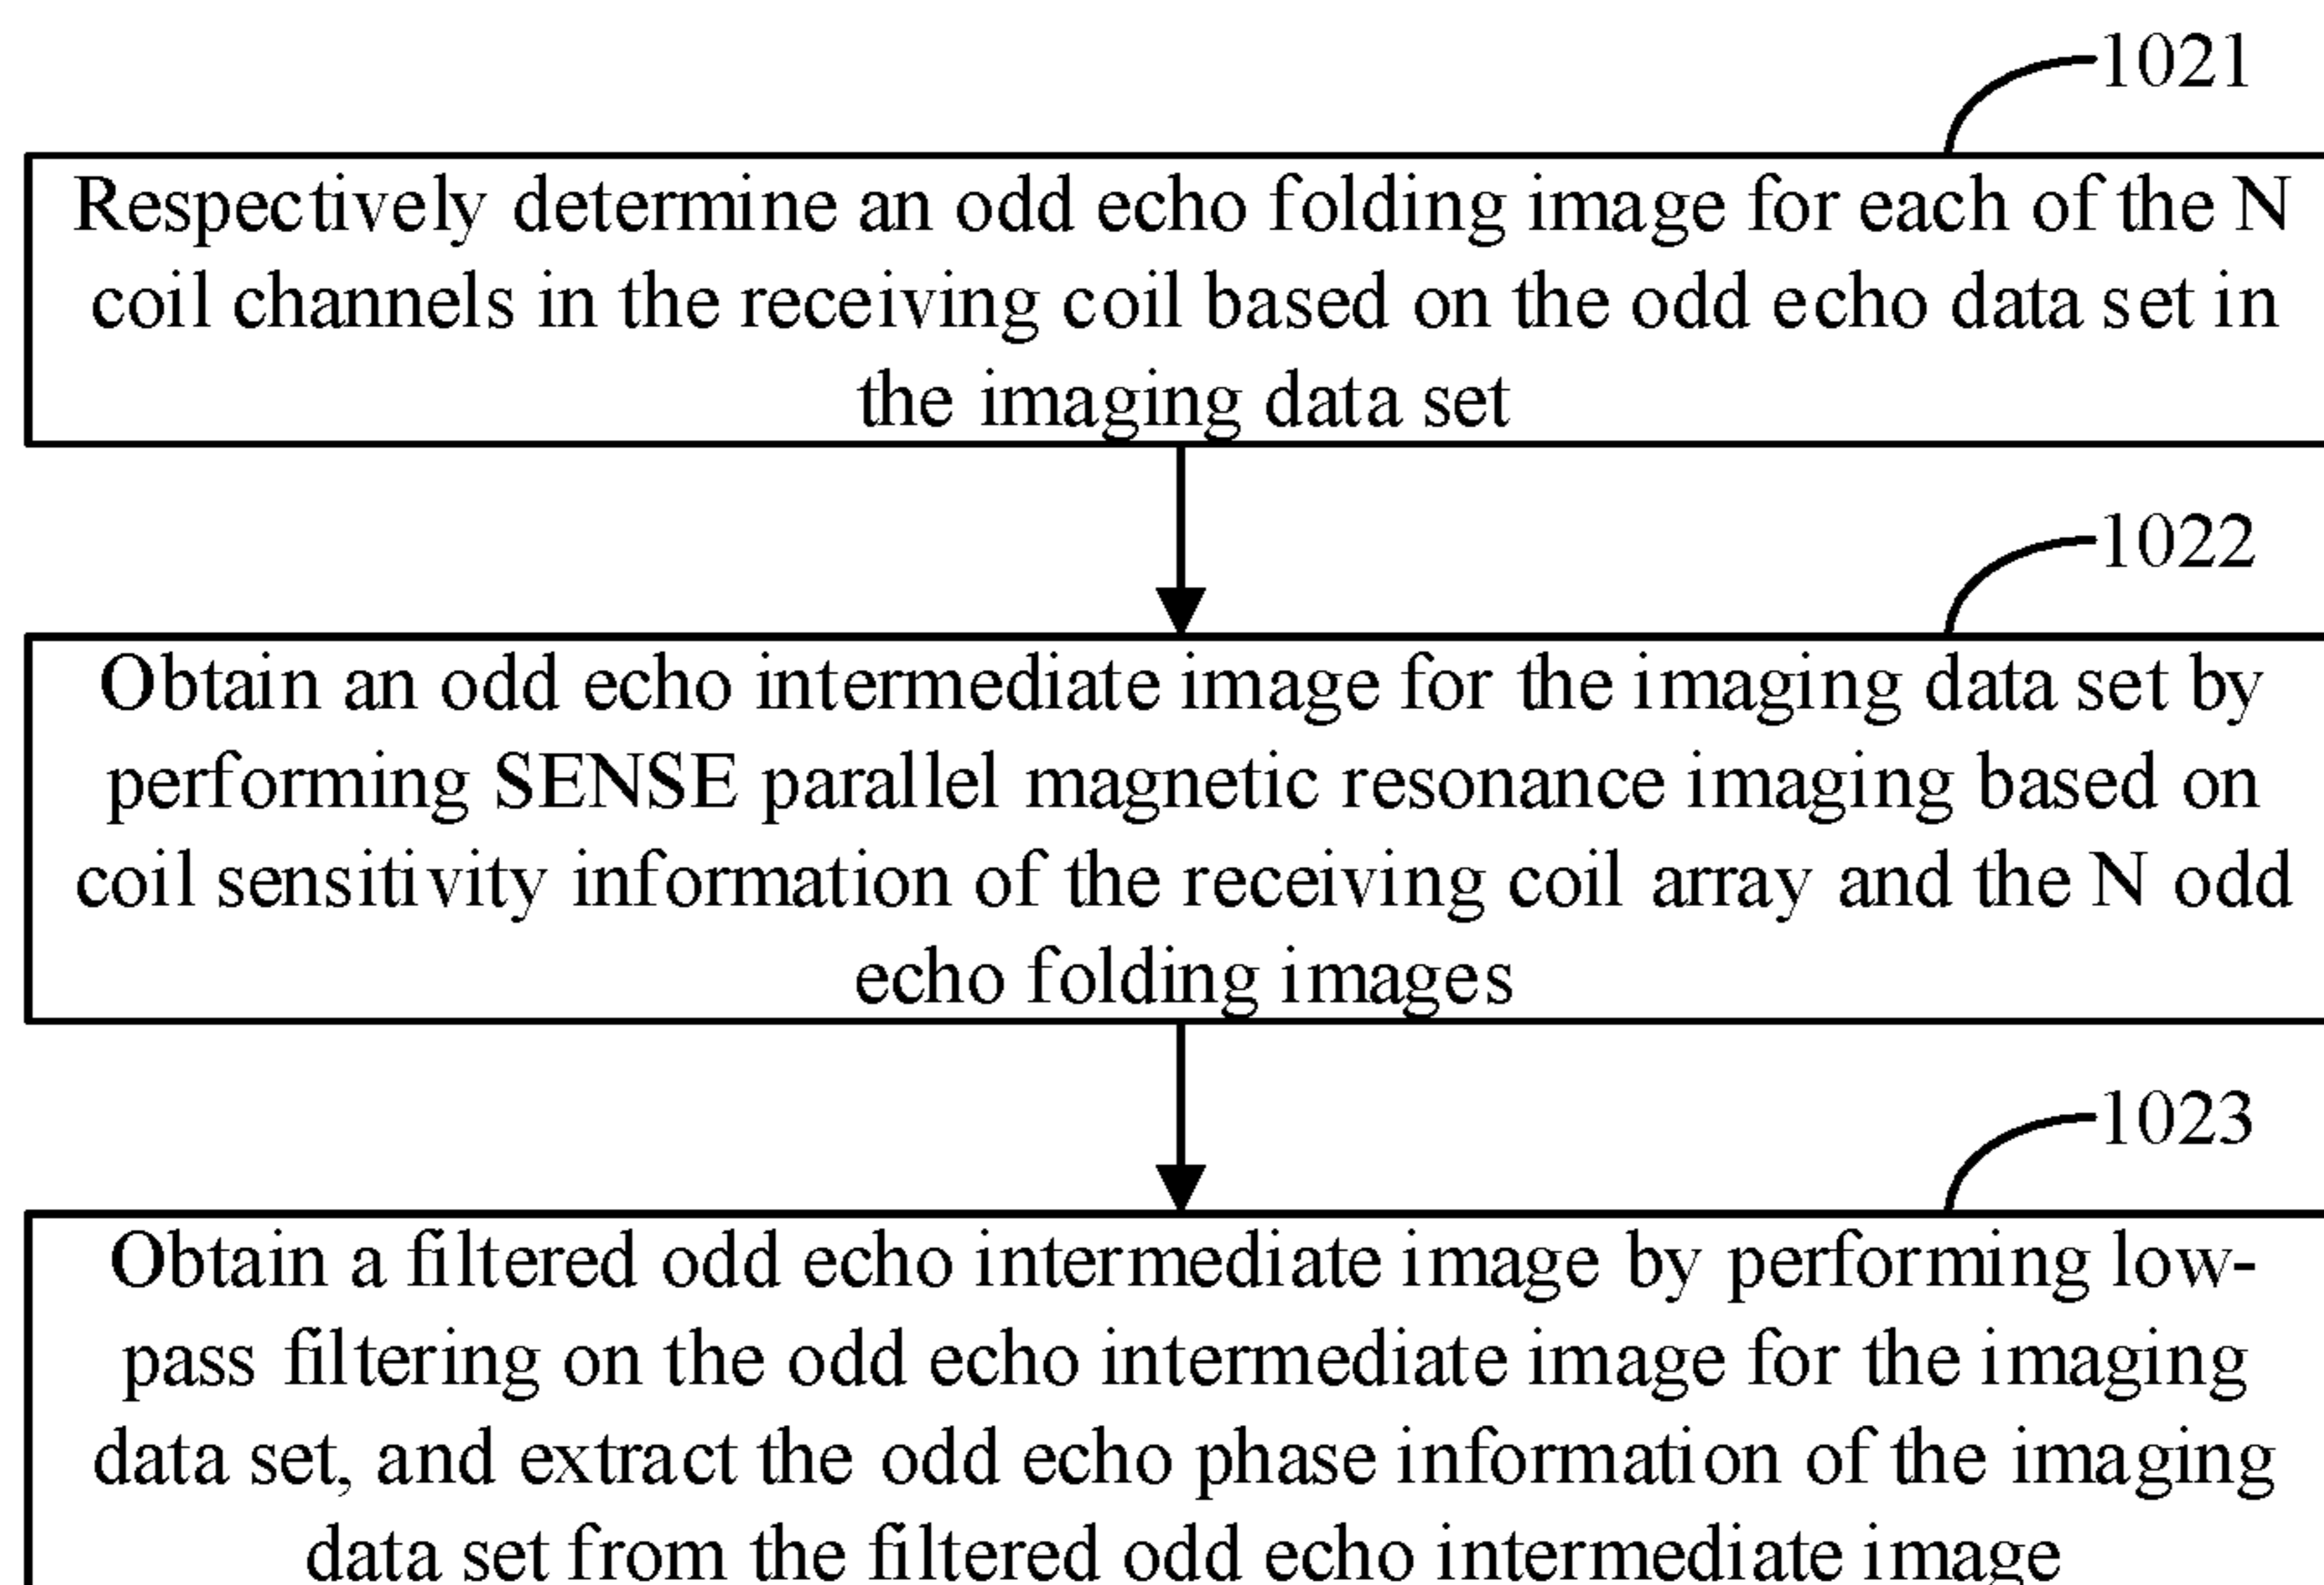 1021
Respectively determine an odd echo folding image for each of the N
coil channels in the receiving coil based on the odd echo data set in
the imaging data set
1022
Obtain an odd echo intermediate image for the imaging data set by
performing SENSE parallel magnetic resonance imaging based on
coil sensitivity information of the receiving coil array and the N odd
echo folding images
1023
Obtain a filtered odd echo intermediate image by performing low-
pass filtering on the odd echo intermediate image for the imaging
data set, and extract the odd echo phase information of the imaging
data set from the filtered odd echo intermediate image